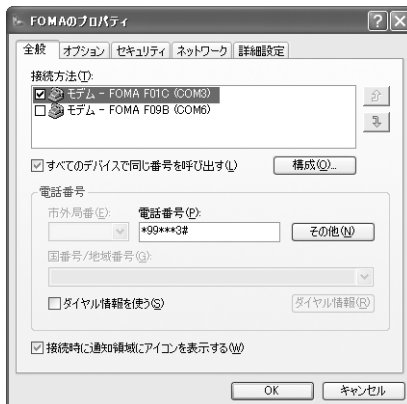 FOMAのプロパティ
全般 オプション セキュリティ ネットワーク 詳細設定
接続方法(T):
モデム - FOMA F01C (COM3)
モデム - FOMA F09B (COM6)
すべてのデバイスで同じ番号を呼び出す(L) 構成(O)...
電話番号
市外局番(E): 電話番号(P):
*99***3# その他(N)
国番号/地域番号(G):
ダイヤル情報を使う(S) ダイヤル情報(R)
接続時に通知領域にアイコンを表示する(W)
OK キャンセル